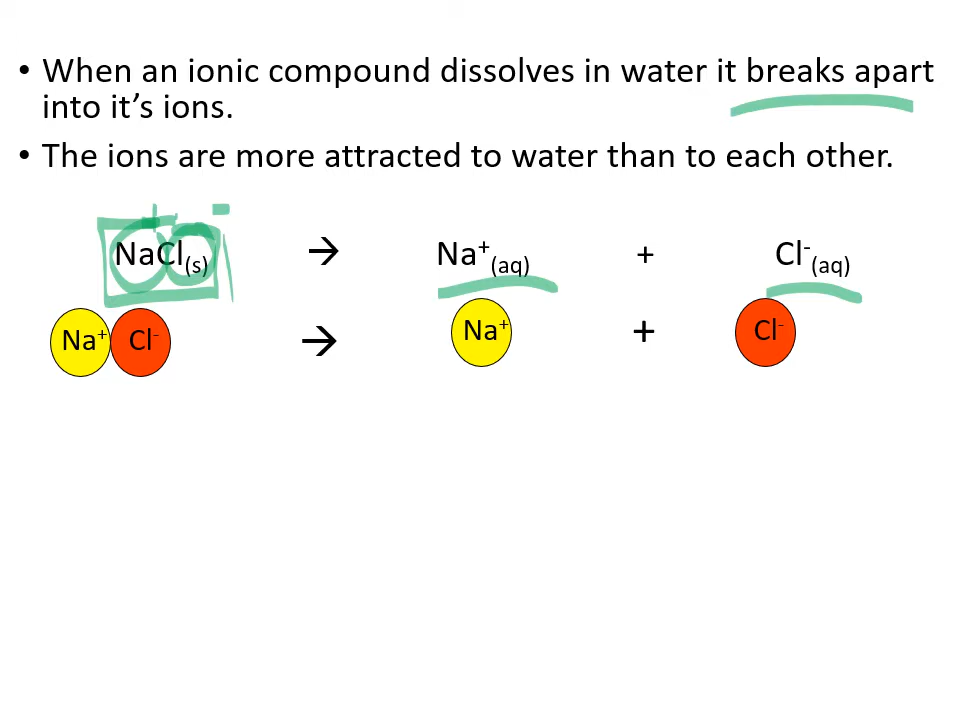 • When an ionic compound dissolves in water it breaks apart
into it’s ions.
• The ions are more attracted to water than to each other.
NaCl(s) → Na⁺(aq) + Cl⁻(aq)
Na⁺ Cl⁻ → Na⁺ + Cl⁻